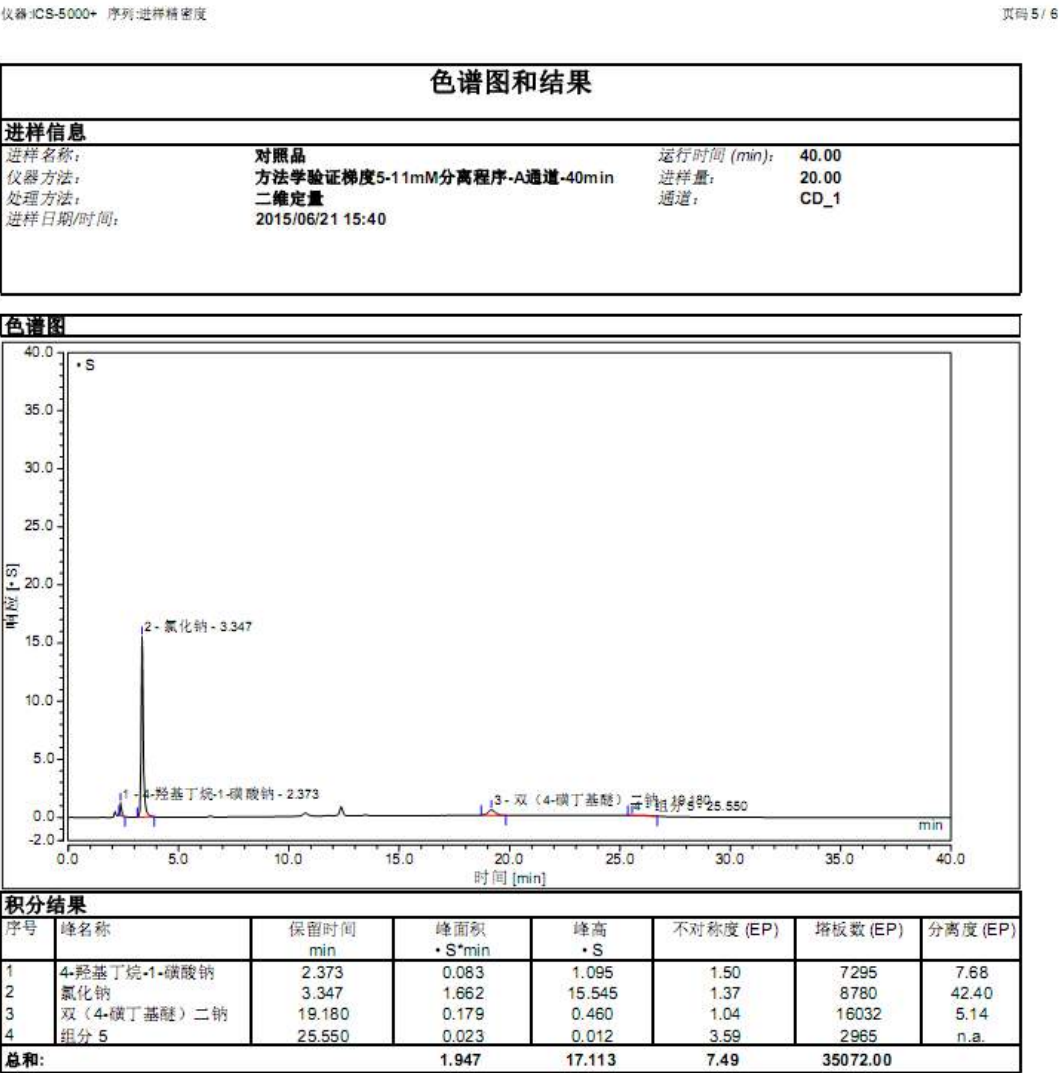 仪器:ICS-5000+ 序列:进样精密度 页码 5 / 6
色谱图和结果
进样信息
进样名称: 对照品 运行时间 (min): 40.00
仪器方法: 方法学验证梯度5-11mM分离程序-A通道-40min 进样量: 20.00
处理方法: 二维定量 通道: CD_1
进样日期/时间: 2015/06/21 15:40
色谱图
40.0
• S
35.0
30.0
25.0
20.0
15.0
10.0
5.0
0.0
-2.0
响应 [• S]
2 - 氯化钠 - 3.347
1 - 4-羟基丁烷-1-磺酸钠 - 2.373
3 - 双（4-磺丁基醚）二钠 - 19.180
4 - 组分 5 - 25.550
min
0.0 5.0 10.0 15.0 20.0 25.0 30.0 35.0 40.0
时间 [min]
积分结果
序号 峰名称 保留时间 峰面积 峰高 不对称度 (EP) 塔板数 (EP) 分离度 (EP)
min • S*min • S
1 4-羟基丁烷-1-磺酸钠 2.373 0.083 1.095 1.50 7295 7.68
2 氯化钠 3.347 1.662 15.545 1.37 8780 42.40
3 双（4-磺丁基醚）二钠 19.180 0.179 0.460 1.04 16032 5.14
4 组分 5 25.550 0.023 0.012 3.59 2965 n.a.
总和: 1.947 17.113 7.49 35072.00